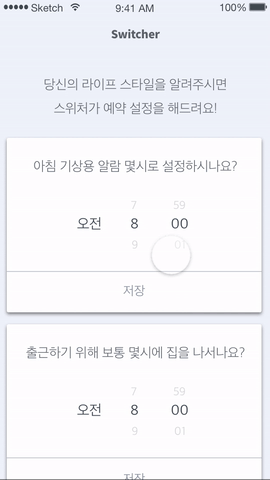 Sketch 9:41 AM 100%
Switcher
당신의 라이프 스타일을 알려주시면
스위처가 예약 설정을 해드려요!
아침 기상용 알람 몇시로 설정하시나요?
7 59
오전 8 00
9 01
저장
출근하기 위해 보통 몇시에 집을 나서나요?
7 59
오전 8 00
9 01
저장